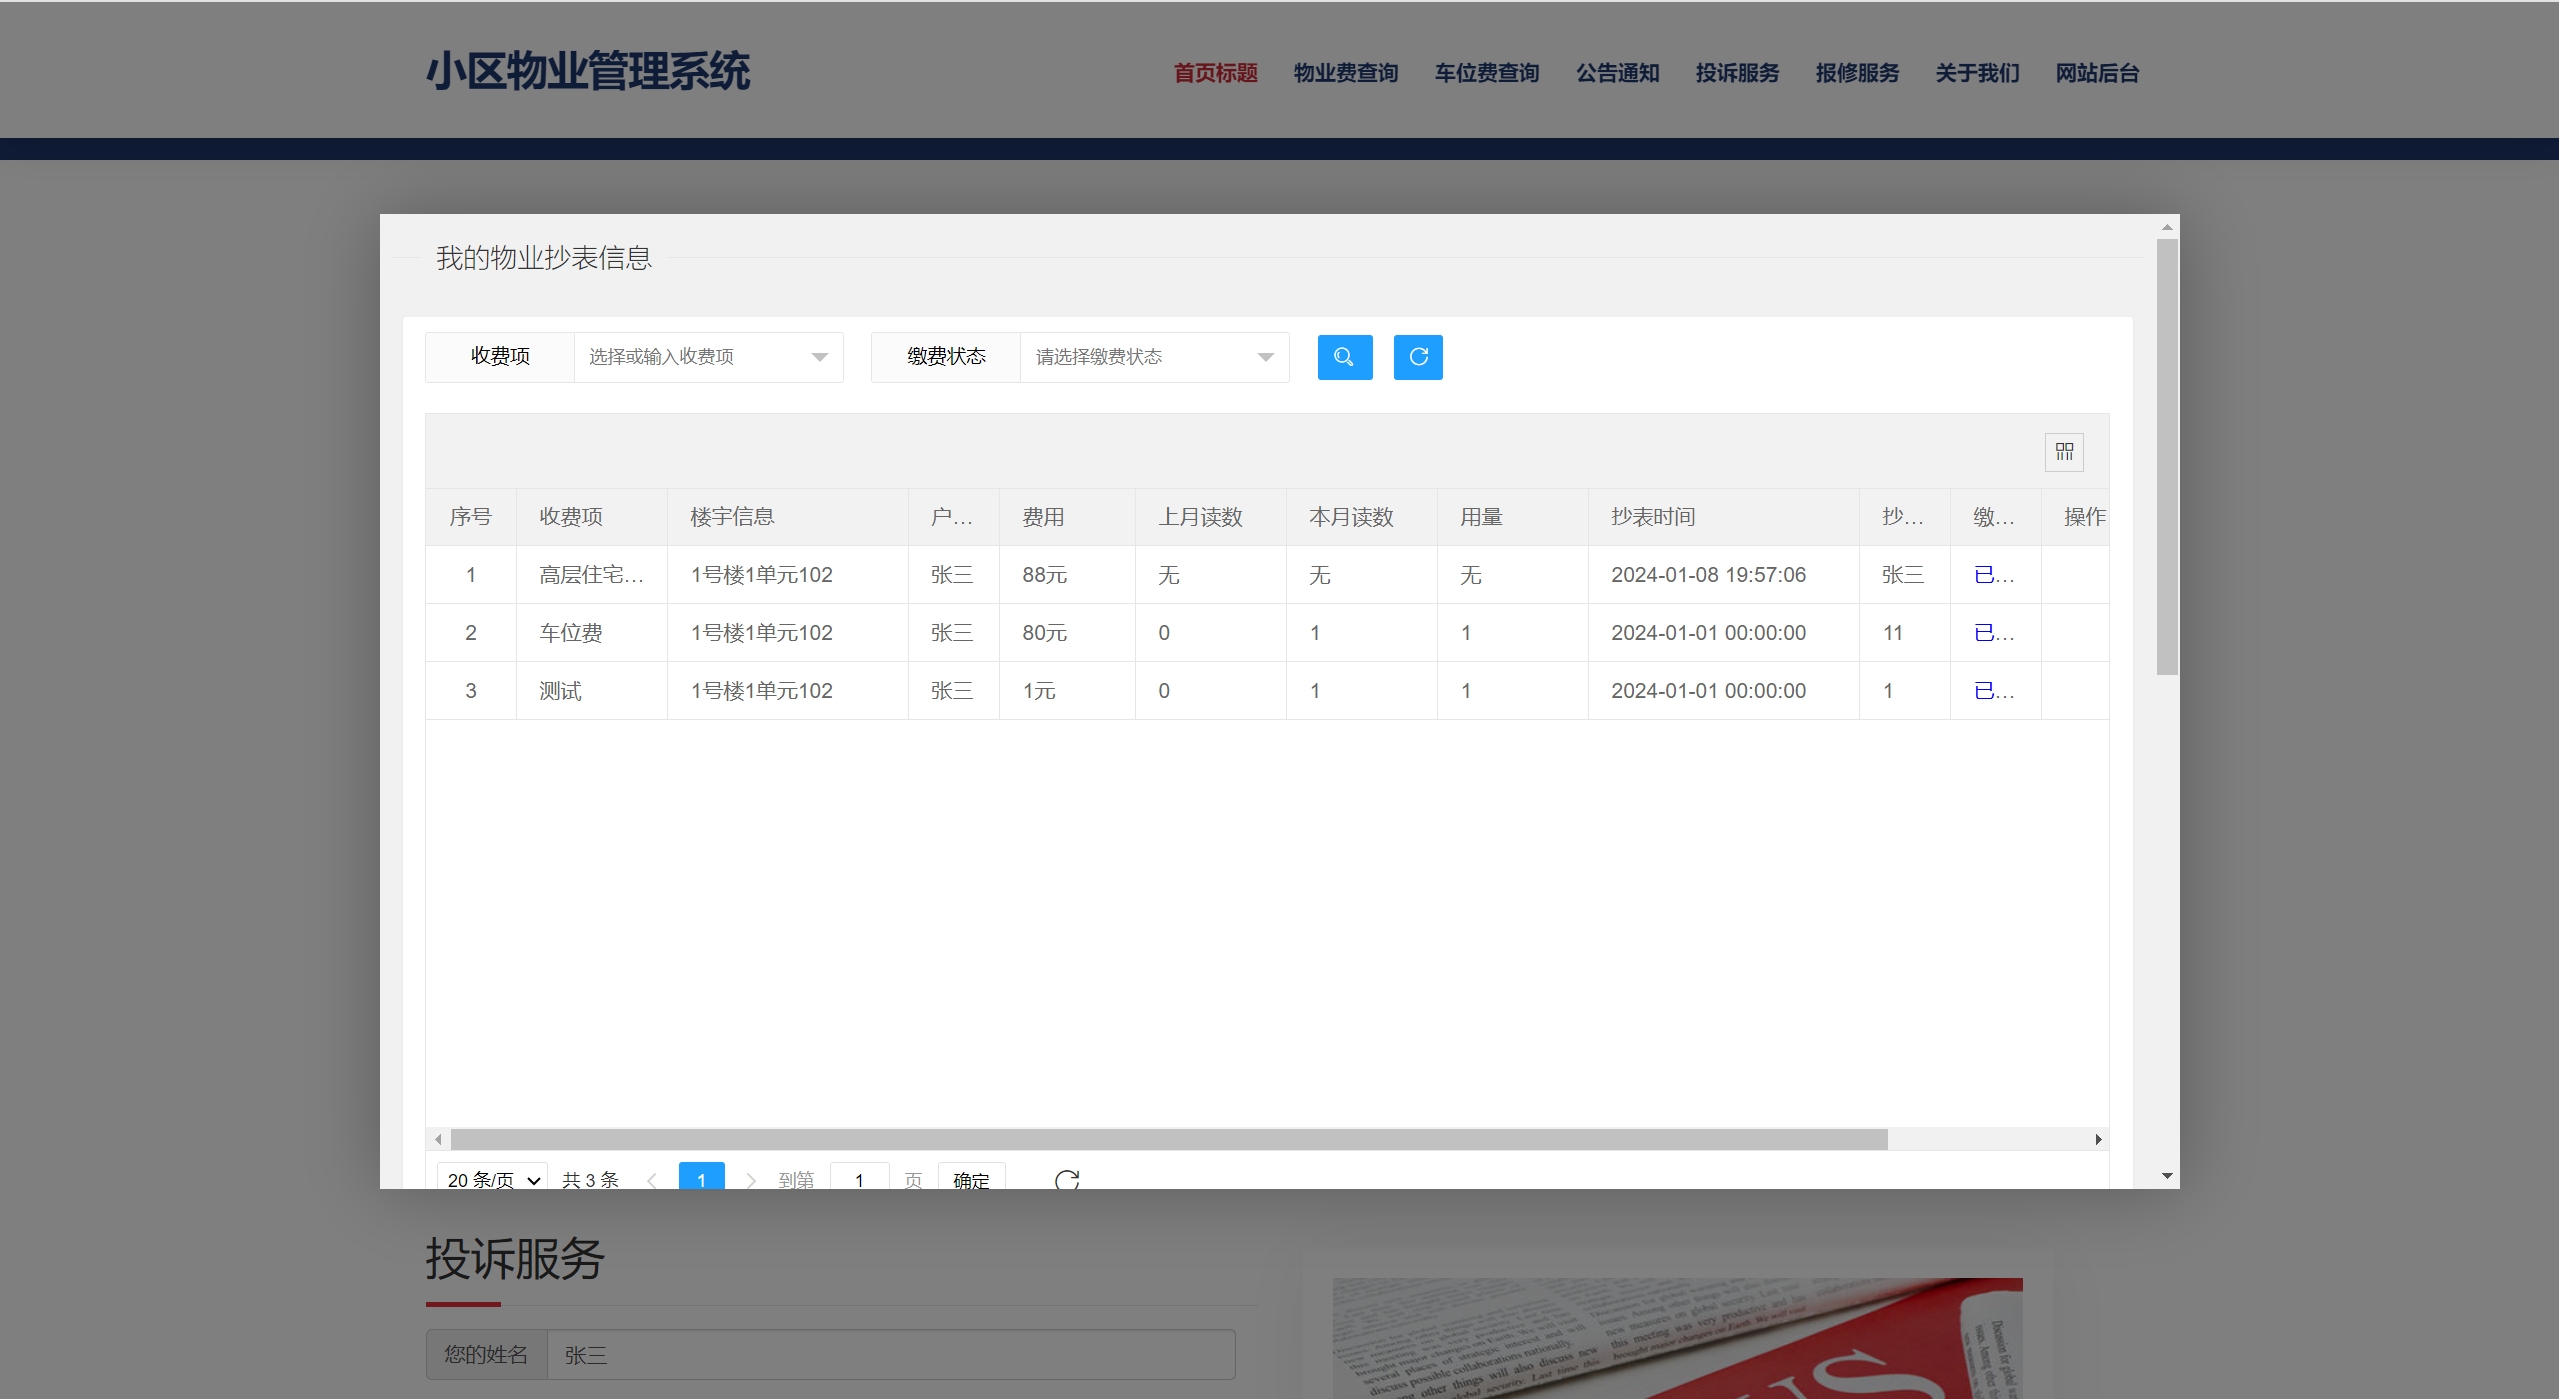 小区物业管理系统
首页标题 物业费查询 车位费查询 公告通知 投诉服务 报修服务 关于我们 网站后台
我的物业抄表信息
收费项 选择或输入收费项 缴费状态 请选择缴费状态
序号 收费项 楼宇信息 户... 费用 上月读数 本月读数 用量 抄表时间 抄... 缴... 操作
1 高层住宅... 1号楼1单元102 张三 88元 无 无 无 2024-01-08 19:57:06 张三 已...
2 车位费 1号楼1单元102 张三 80元 0 1 1 2024-01-01 00:00:00 11 已...
3 测试 1号楼1单元102 张三 1元 0 1 1 2024-01-01 00:00:00 1 已...
20 条/页 共 3 条 1 到第 1 页 确定
投诉服务
您的姓名 张三